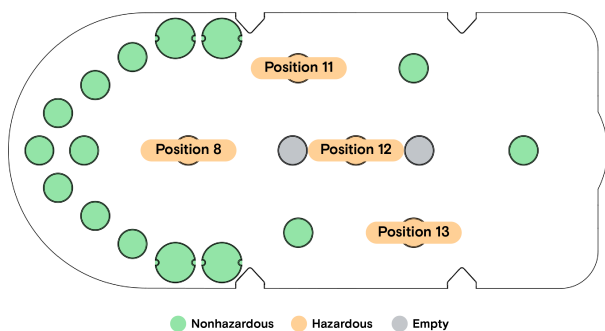 Position 11
Position 8
Position 12
Position 13
Nonhazardous
Hazardous
Empty